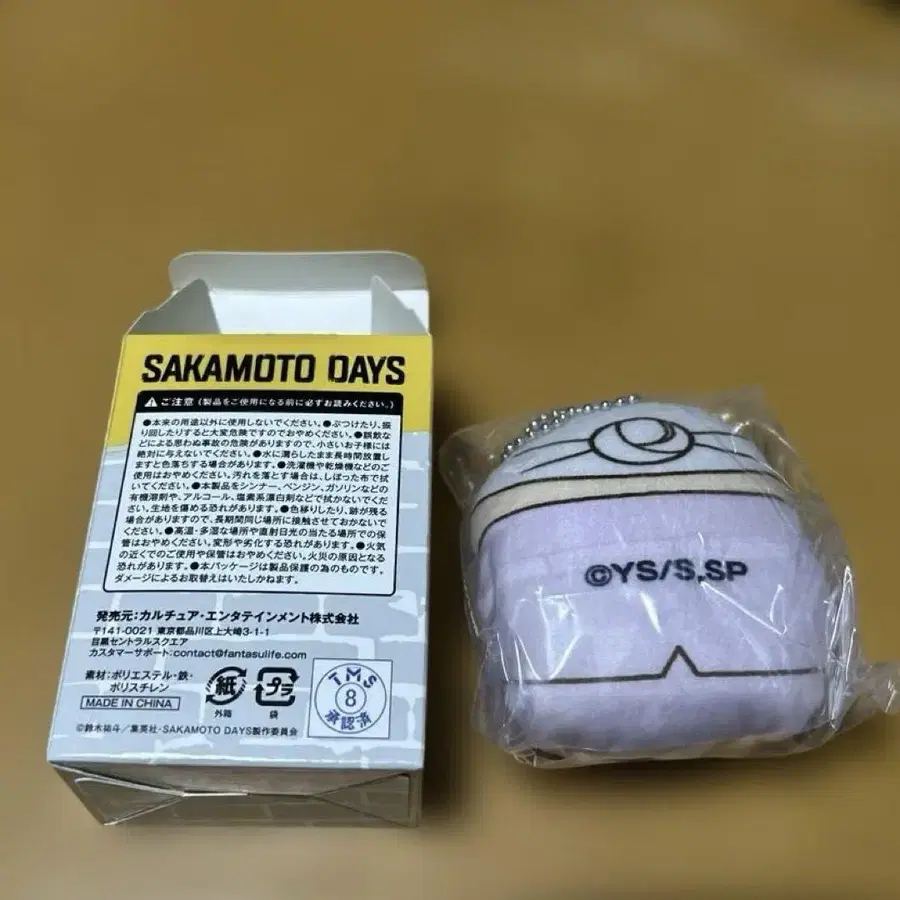 SAKAMOTO DAYS
ご注意（製品をご使用になる前に必ずお読みください。）
●本来の用途以外に使用しないでください。●ぶつけたり、振
り回したりすると大変危険ですのでおやめください。●誤飲な
どによる思わぬ事故の危険がありますので、小さいお子様には
絶対に与えないでください。●水に濡らしたまま長時間放置し
ますと色落ちする場合があります。●洗濯機や乾燥機などのご
使用はおやめください。汚れを落とす場合は、しぼった布で拭
いてください。●本製品をシンナー、ベンジン、ガソリンなどの
有機溶剤や、アルコール、塩素系漂白剤などで拭かないでくださ
い。生地を傷める恐れがあります。●色移りしたり、跡が残る
場合がありますので、長期間同じ場所に接触させておかないで
ください。●高温・多湿な場所や直射日光の当たる場所での保
管はおやめください。変形や劣化する恐れがあります。●火気
の近くでのご使用や保管はおやめください。火災の原因となる
恐れがあります。●本パッケージは製品保護の為のものです。
ダメージによるお取替えはいたしかねます。
発売元：カルチュア・エンタテインメント株式会社
〒141-0021 東京都品川区上大崎3-1-1
目黒セントラルスクエア
カスタマーサポート：contact@fantasulife.com
素材：ポリエステル・鉄・
ポリスチレン
MADE IN CHINA
紙
外箱
プラ
袋
TMS
8
承認済
©鈴木祐斗／集英社・SAKAMOTO DAYS製作委員会
©YS/S,SP